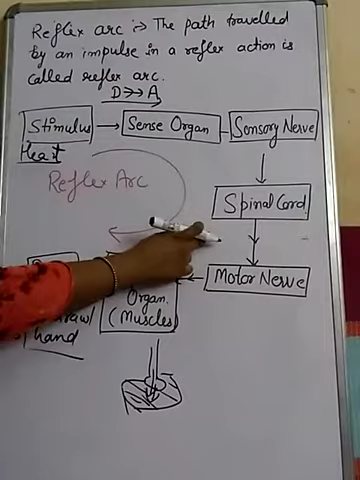 Reflex arc :- The path travelled
by an impulse in a reflex action is
called reflex arc.
D >>> A
Stimulus
Sense Organ
Sonsory Nerve
Heat
Reflex Arc
Spinal Cord
Motor Nerve
Organ
(Muscles)
hand